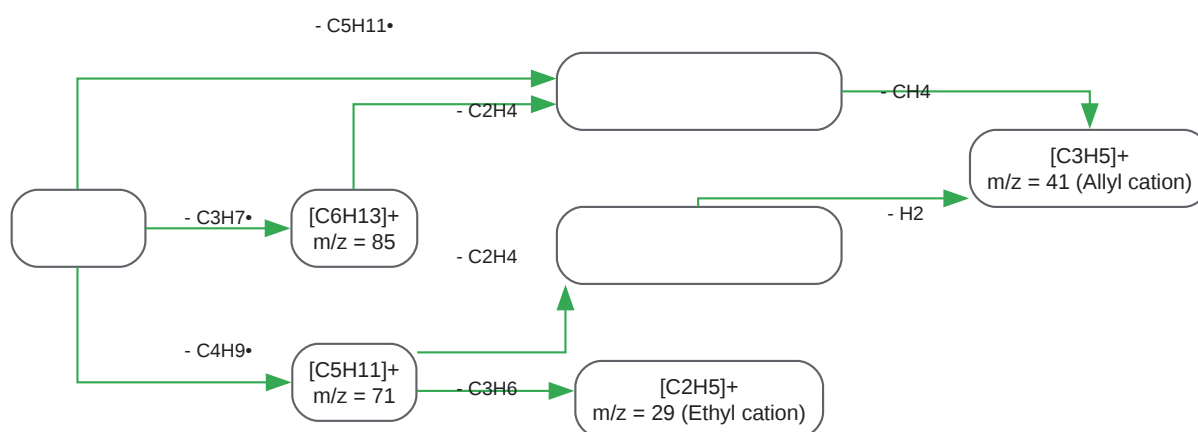 - C5H11•
- C2H4
- CH4
[C3H5]+
m/z = 41 (Allyl cation)
- C3H7•
[C6H13]+
m/z = 85
- H2
- C2H4
- C4H9•
[C5H11]+
m/z = 71
- C3H6
[C2H5]+
m/z = 29 (Ethyl cation)